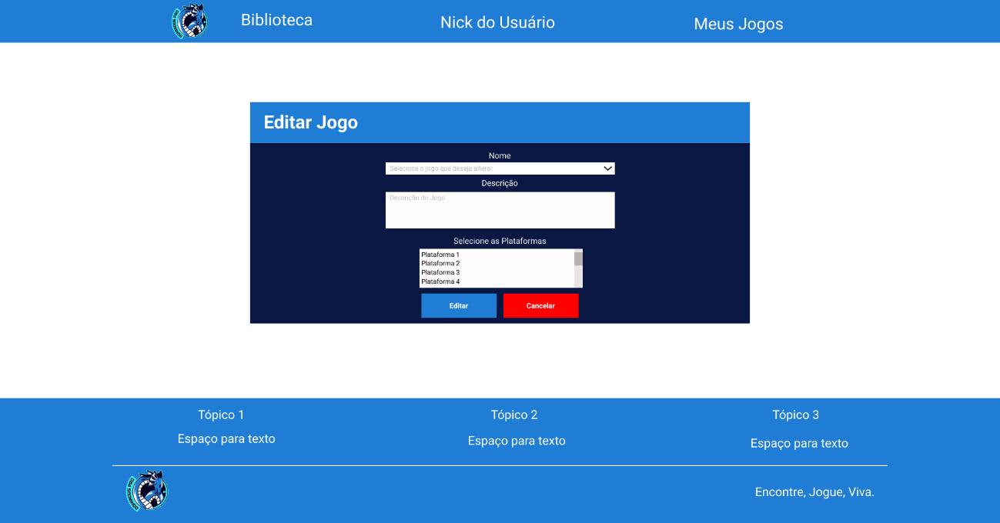 Biblioteca
Nick do Usuário
Meus Jogos
Editar Jogo
Nome
Selecione o jogo que deseja alterar
Descrição
Descrição do Jogo
Selecione as Plataformas
Plataforma 1
Plataforma 2
Plataforma 3
Plataforma 4
Editar
Cancelar
Tópico 1
Tópico 2
Tópico 3
Espaço para texto
Espaço para texto
Espaço para texto
Encontre, Jogue, Viva.